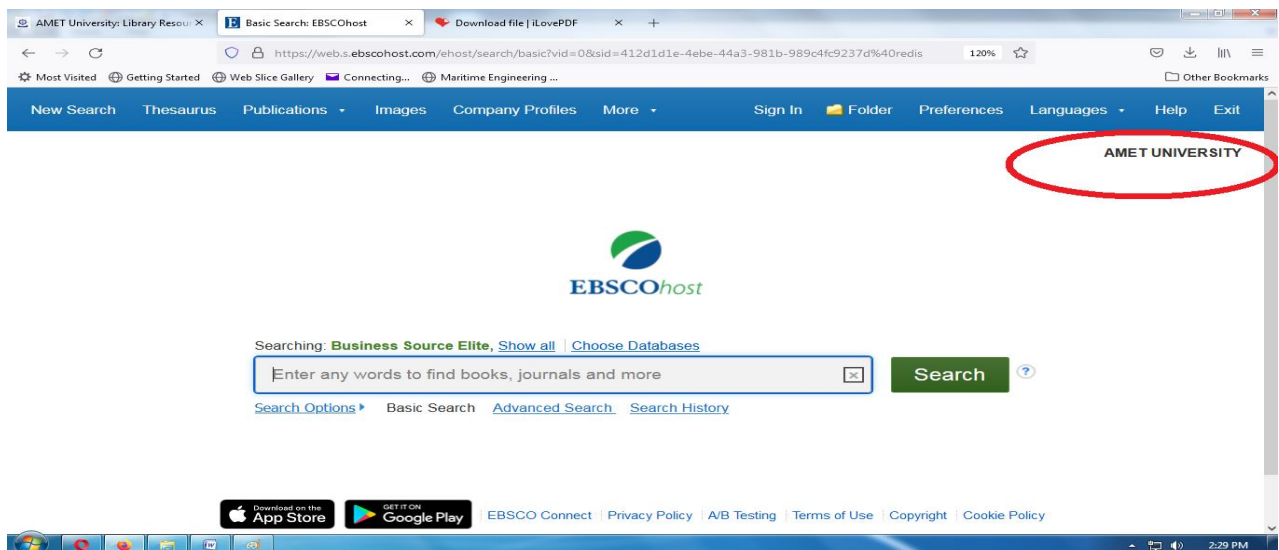 AMET University: Library Resou
Basic Search: EBSCOhost
Download file | iLovePDF
https://web.s.ebscohost.com/ehost/search/basic?vid=0&sid=412d1d1e-4ebe-44a3-981b-989c4fc9237d%40redis 120%
Most Visited Getting Started Web Slice Gallery Connecting... Maritime Engineering ... Other Bookmarks
New Search Thesaurus Publications Images Company Profiles More Sign In Folder Preferences Languages Help Exit
AMET UNIVERSITY
EBSCOhost
Searching: Business Source Elite, Show all Choose Databases
Enter any words to find books, journals and more Search ?
Search Options Basic Search Advanced Search Search History
Download on the App Store GET IT ON Google Play EBSCO Connect Privacy Policy A/B Testing Terms of Use Copyright Cookie Policy
2:29 PM